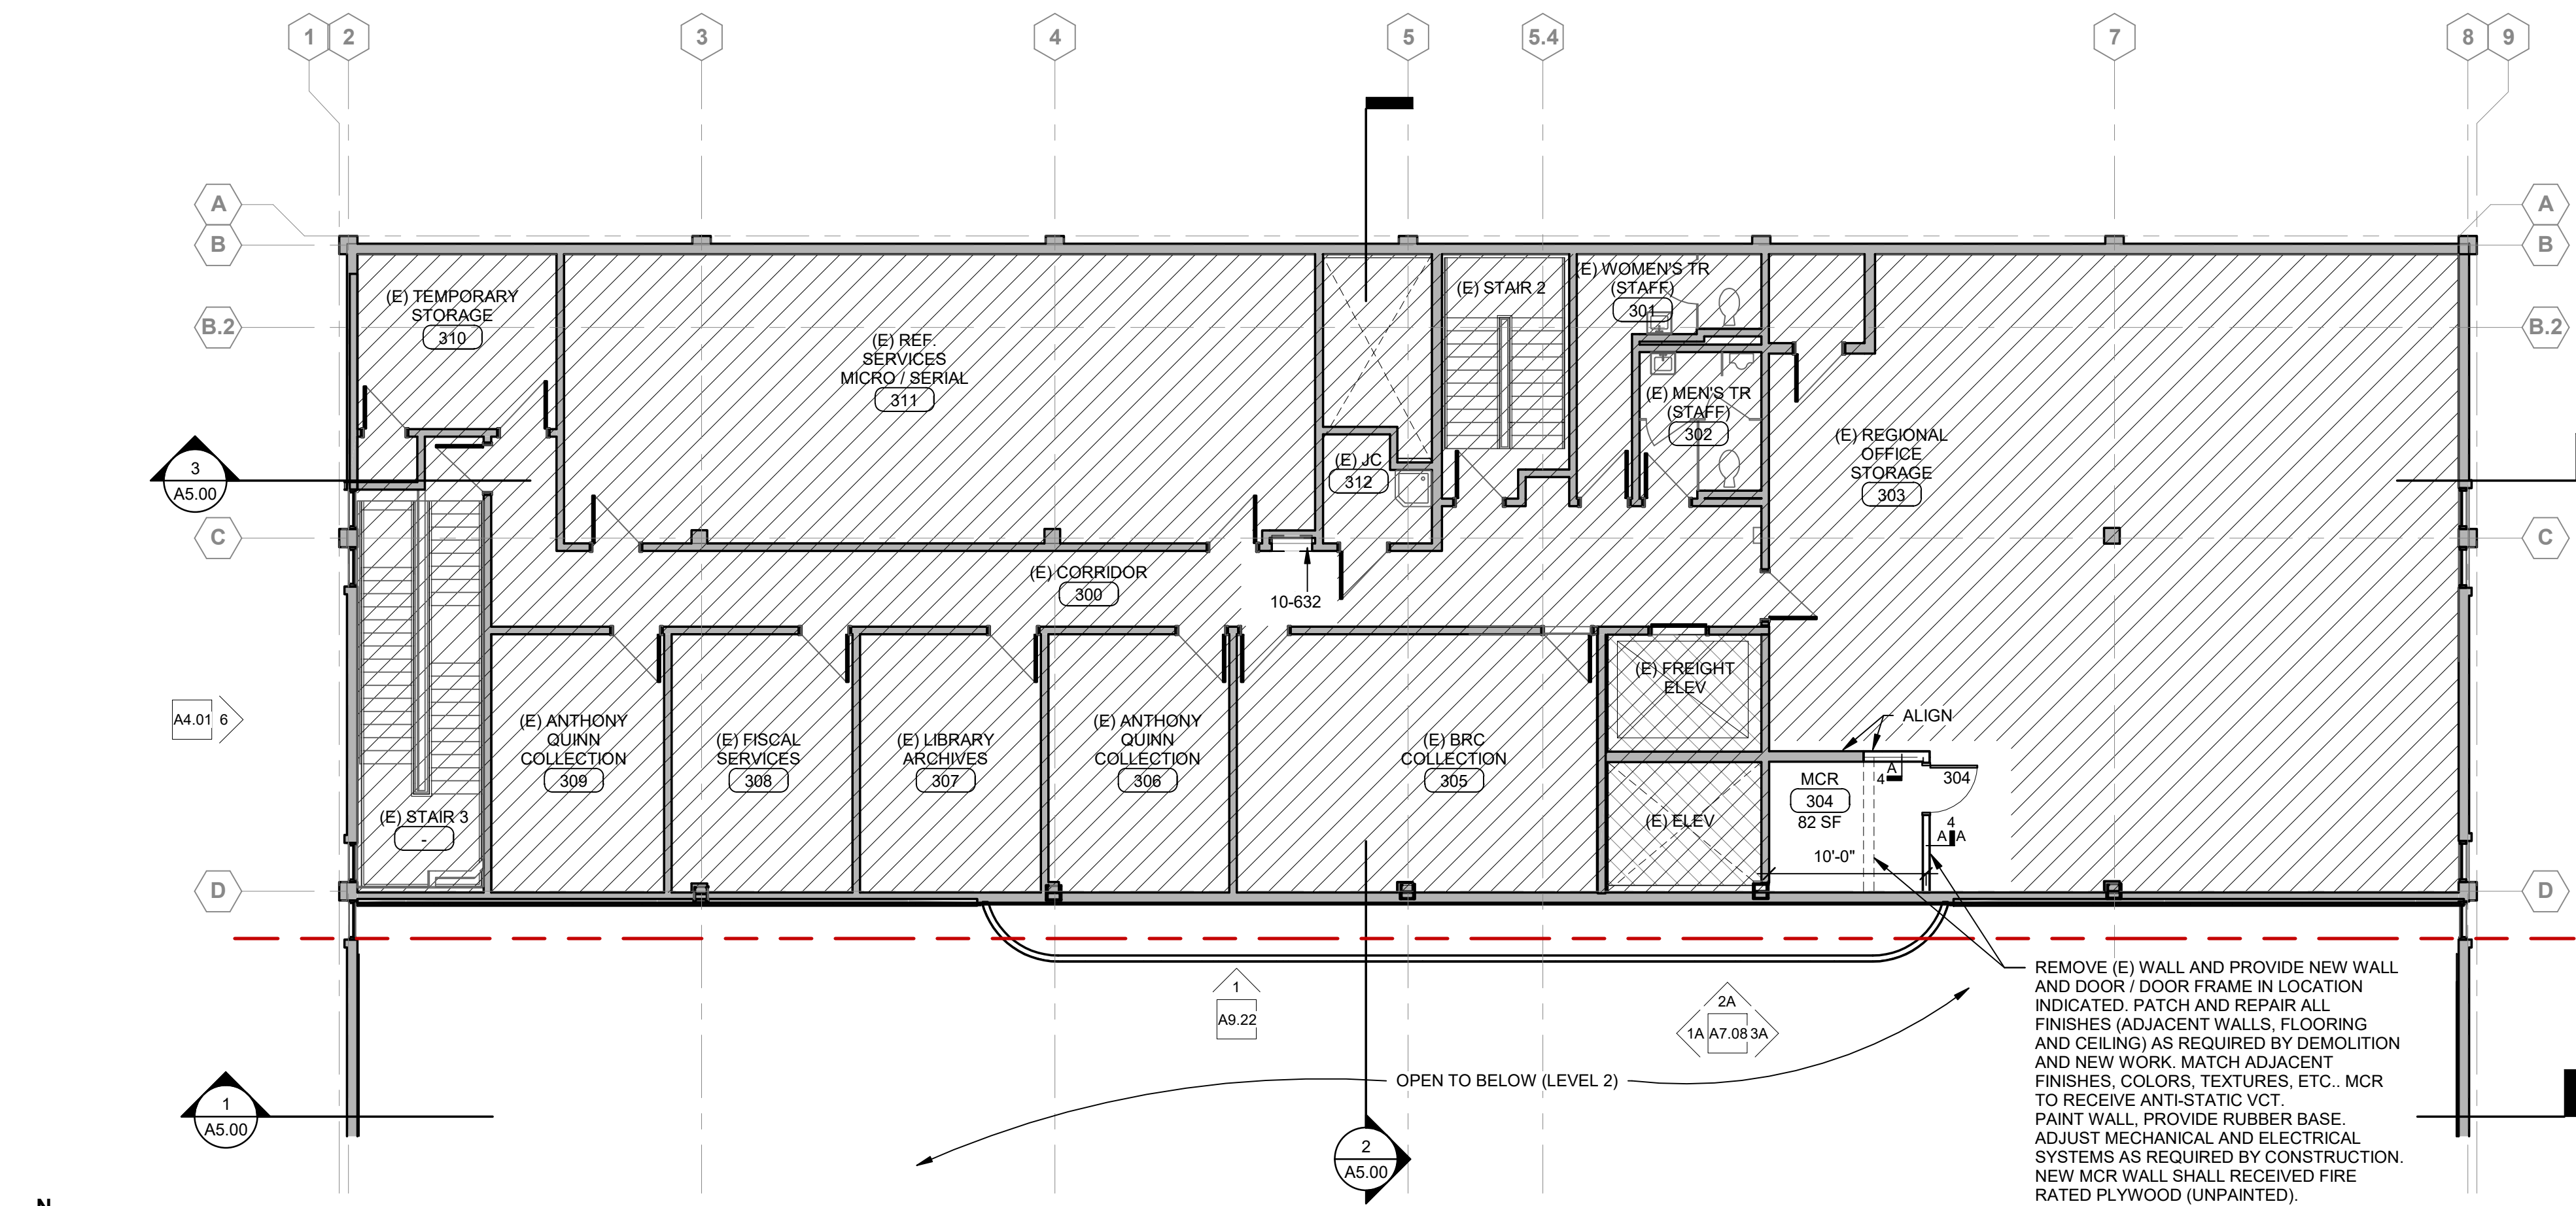 1
2
3
4
5
5.4
7
8
9
A
A
B
B
(E) WOMEN'S TR
(STAFF)
301
(E) STAIR 2
(E) TEMPORARY
STORAGE
310
B.2
B.2
(E) REF.
SERVICES
MICRO / SERIAL
311
(E) MEN'S TR
(STAFF)
302
(E) REGIONAL
OFFICE
STORAGE
303
(E) JC
312
3
A5.00
C
C
(E) CORRIDOR
300
10-632
(E) FREIGHT
ELEV
A4.01 6
(E) ANTHONY
QUINN
COLLECTION
309
(E) FISCAL
SERVICES
308
(E) LIBRARY
ARCHIVES
307
(E) ANTHONY
QUINN
COLLECTION
306
(E) BRC
COLLECTION
305
ALIGN
MCR
304
82 SF
A
4
304
(E) STAIR 3
-
(E) ELEV
4
A A
10'-0"
D
D
REMOVE (E) WALL AND PROVIDE NEW WALL
AND DOOR / DOOR FRAME IN LOCATION
INDICATED. PATCH AND REPAIR ALL
FINISHES (ADJACENT WALLS, FLOORING
AND CEILING) AS REQUIRED BY DEMOLITION
AND NEW WORK. MATCH ADJACENT
FINISHES, COLORS, TEXTURES, ETC.. MCR
TO RECEIVE ANTI-STATIC VCT.
PAINT WALL, PROVIDE RUBBER BASE.
ADJUST MECHANICAL AND ELECTRICAL
SYSTEMS AS REQUIRED BY CONSTRUCTION.
NEW MCR WALL SHALL RECEIVED FIRE
RATED PLYWOOD (UNPAINTED).
1
A9.22
2A
1A A7.08 3A
OPEN TO BELOW (LEVEL 2)
1
A5.00
2
A5.00
N